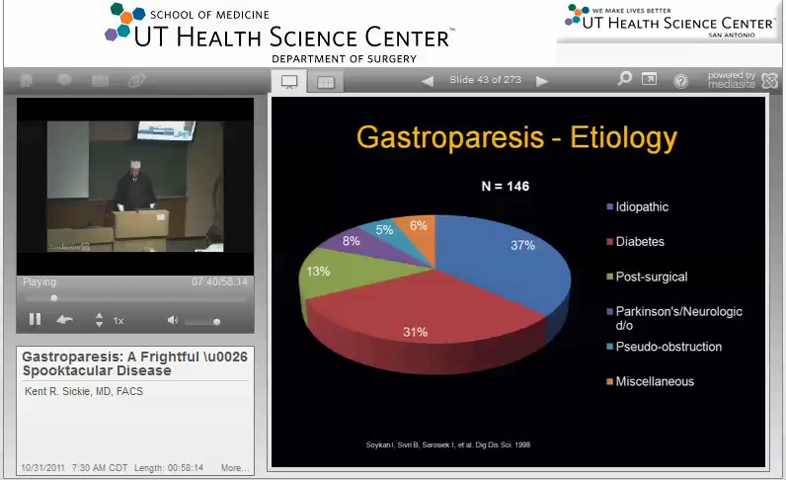 SCHOOL OF MEDICINE
UT HEALTH SCIENCE CENTER™
DEPARTMENT OF SURGERY
WE MAKE LIVES BETTER
UT HEALTH SCIENCE CENTER™
SAN ANTONIO
Slide 43 of 273
powered by
mediasite
Gastroparesis - Etiology
N = 146
6%
5%
8%
37%
13%
31%
Idiopathic
Diabetes
Post-surgical
Parkinson's/Neurologic
d/o
Pseudo-obstruction
Miscellaneous
Soykan I, Sivri B, Sarosiek I, et al. Dig Dis Sci. 1998
mediasite
Playing
07:40/58:14
1x
Gastroparesis: A Frightful \u0026
Spooktacular Disease
Kent R. Sickie, MD, FACS
10/31/2011 7:30 AM CDT Length: 00:58:14 More...